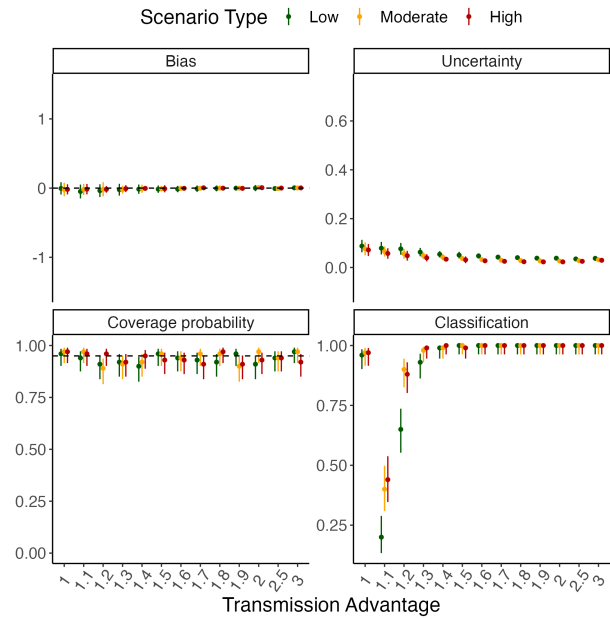 Scenario Type Low Moderate High
Bias Uncertainty
1
0
-1
0.6
0.4
0.2
0.0
Coverage probability Classification
1.00
0.75
0.50
0.25
0.00
1.00
0.75
0.50
0.25
1 1.1 1.2 1.3 1.4 1.5 1.6 1.7 1.8 1.9 2 2.5 3
1 1.1 1.2 1.3 1.4 1.5 1.6 1.7 1.8 1.9 2 2.5 3
Transmission Advantage